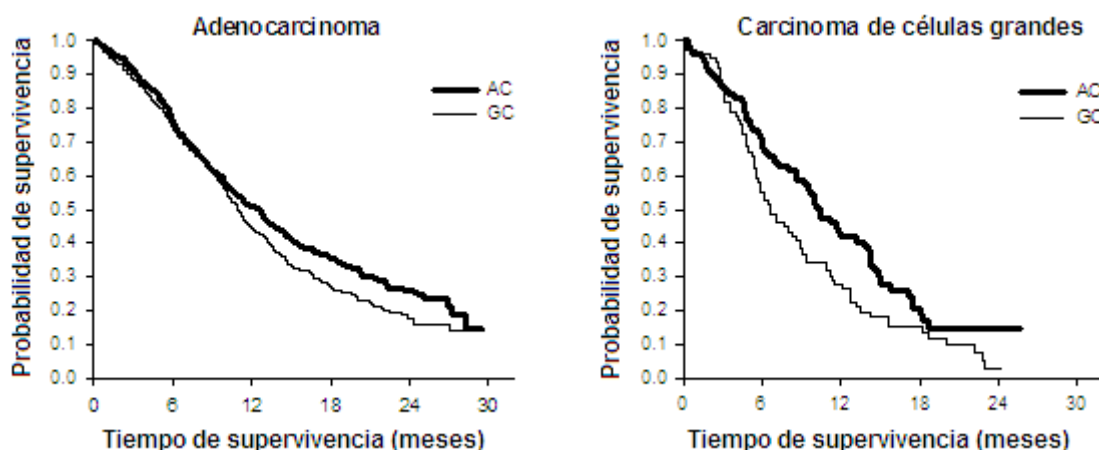 Adenocarcinoma
Probabilidad de supervivencia
1.0
0.9
0.8
0.7
0.6
0.5
0.4
0.3
0.2
0.1
0.0
AC
GC
0 6 12 18 24 30
Tiempo de supervivencia (meses)
Carcinoma de células grandes
Probabilidad de supervivencia
1.0
0.9
0.8
0.7
0.6
0.5
0.4
0.3
0.2
0.1
0.0
AC
GC
0 6 12 18 24 30
Tiempo de supervivencia (meses)